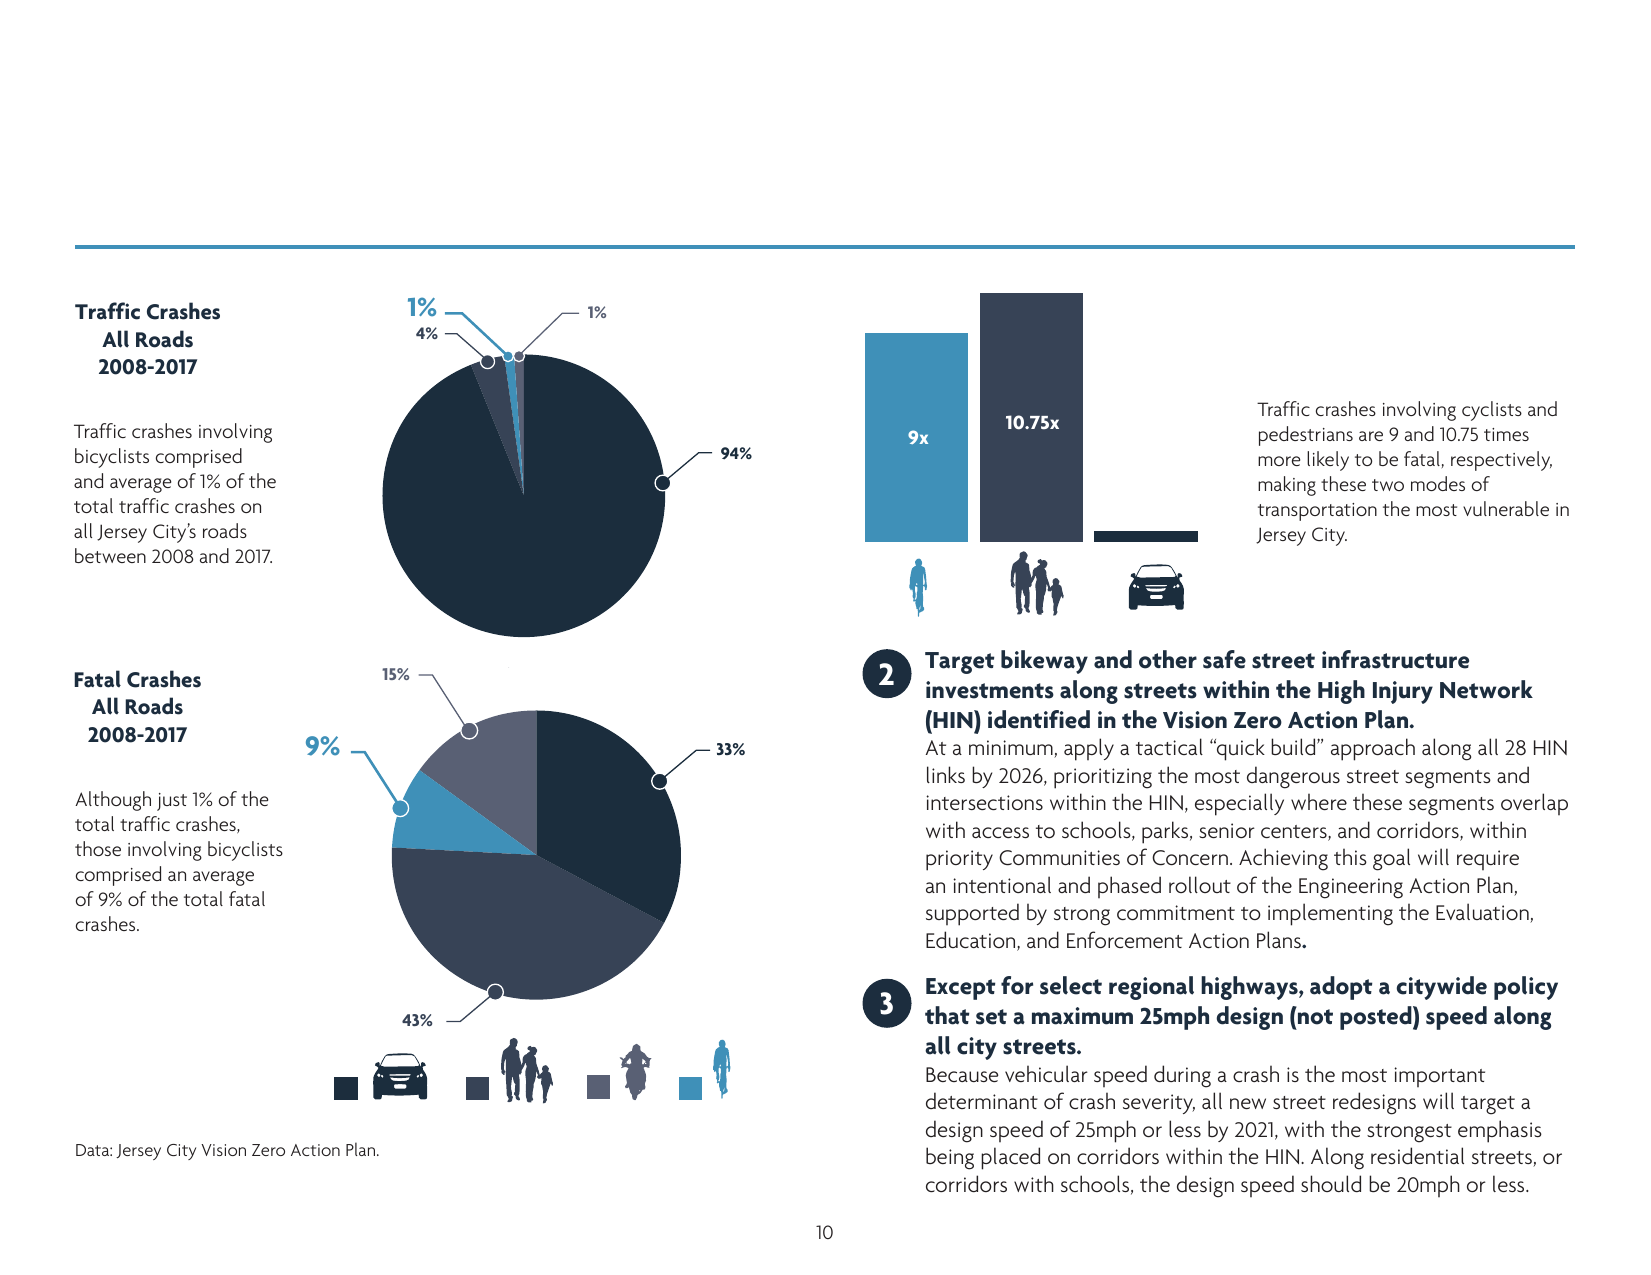 Traffic Crashes
All Roads
2008-2017
Traffic crashes involving
bicyclists comprised
and average of 1% of the
total traffic crashes on
all Jersey City’s roads
between 2008 and 2017.
1%
4%
1%
94%
Fatal Crashes
All Roads
2008-2017
Although just 1% of the
total traffic crashes,
those involving bicyclists
comprised an average
of 9% of the total fatal
crashes.
15%
9%
33%
43%
Data: Jersey City Vision Zero Action Plan.
9x
10.75x
Traffic crashes involving cyclists and
pedestrians are 9 and 10.75 times
more likely to be fatal, respectively,
making these two modes of
transportation the most vulnerable in
Jersey City.
2
Target bikeway and other safe street infrastructure
investments along streets within the High Injury Network
(HIN) identified in the Vision Zero Action Plan.
At a minimum, apply a tactical “quick build” approach along all 28 HIN
links by 2026, prioritizing the most dangerous street segments and
intersections within the HIN, especially where these segments overlap
with access to schools, parks, senior centers, and corridors, within
priority Communities of Concern. Achieving this goal will require
an intentional and phased rollout of the Engineering Action Plan,
supported by strong commitment to implementing the Evaluation,
Education, and Enforcement Action Plans.
3
Except for select regional highways, adopt a citywide policy
that set a maximum 25mph design (not posted) speed along
all city streets.
Because vehicular speed during a crash is the most important
determinant of crash severity, all new street redesigns will target a
design speed of 25mph or less by 2021, with the strongest emphasis
being placed on corridors within the HIN. Along residential streets, or
corridors with schools, the design speed should be 20mph or less.
10